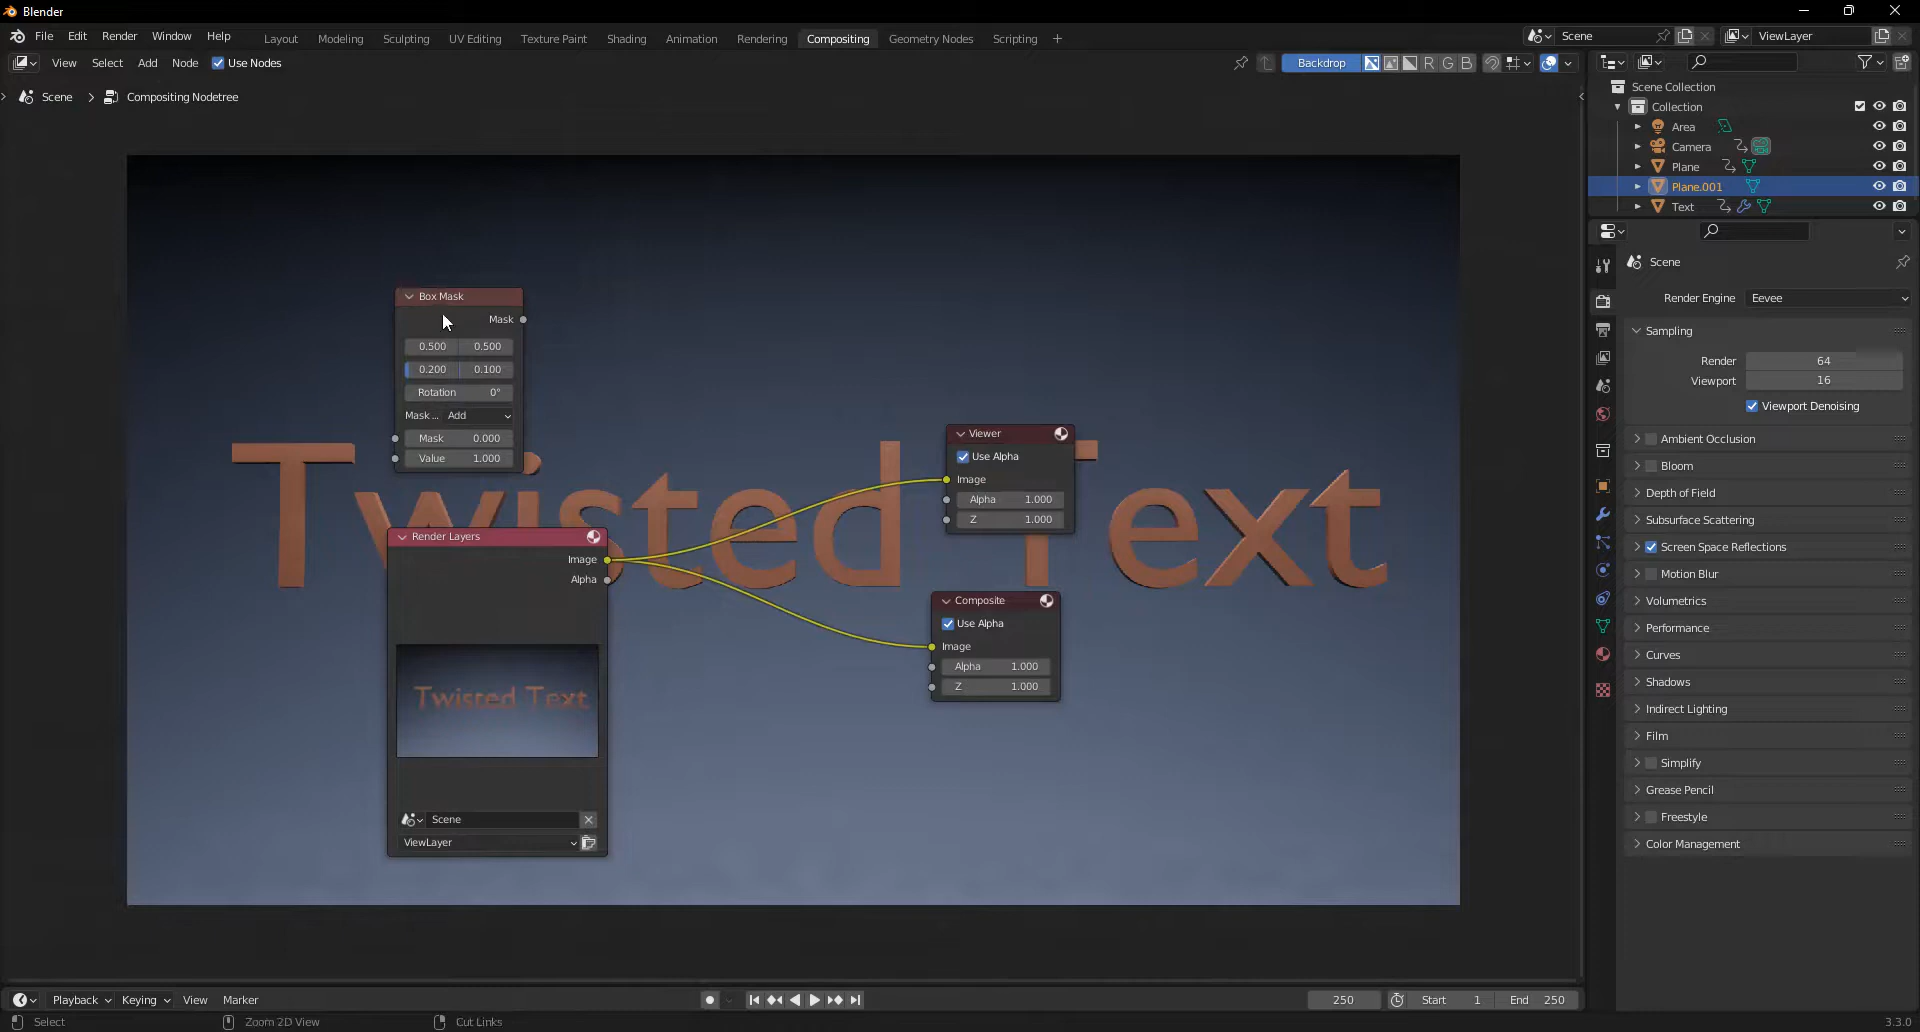 Blender
File Edit Render Window Help
Layout Modeling Sculpting UV Editing Texture Paint Shading Animation Rendering Compositing Geometry Nodes Scripting +
Scene
ViewLayer
View Select Add Node Use Nodes
Backdrop
R G B
Scene > Compositing Nodetree
Scene Collection
Collection
Area
Camera
Plane
Plane.001
Text
Scene
Render Engine Eevee
Sampling
Render 64
Viewport 16
Viewport Denoising
Ambient Occlusion
Bloom
Depth of Field
Subsurface Scattering
Screen Space Reflections
Motion Blur
Volumetrics
Performance
Curves
Shadows
Indirect Lighting
Film
Simplify
Grease Pencil
Freestyle
Color Management
Box Mask
Mask
0.500 0.500
0.200 0.100
Rotation 0°
Mask... Add
Mask 0.000
Value 1.000
Twisted Text
Viewer
Use Alpha
Image
Alpha 1.000
Z 1.000
Render Layers
Image
Alpha
Twisted Text
Scene
ViewLayer
Composite
Use Alpha
Image
Alpha 1.000
Z 1.000
Playback Keying View Marker
250
Start 1
End 250
Select
Zoom 2D View
Cut Links
3.3.0